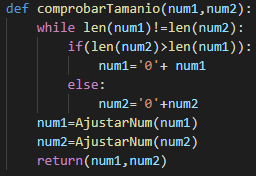 def comprobarTamanio(num1,num2):
    while len(num1)!=len(num2):
        if(len(num2)>len(num1)):
            num1='0'+ num1
        else:
            num2='0'+num2
    num1=AjustarNum(num1)
    num2=AjustarNum(num2)
    return(num1,num2)